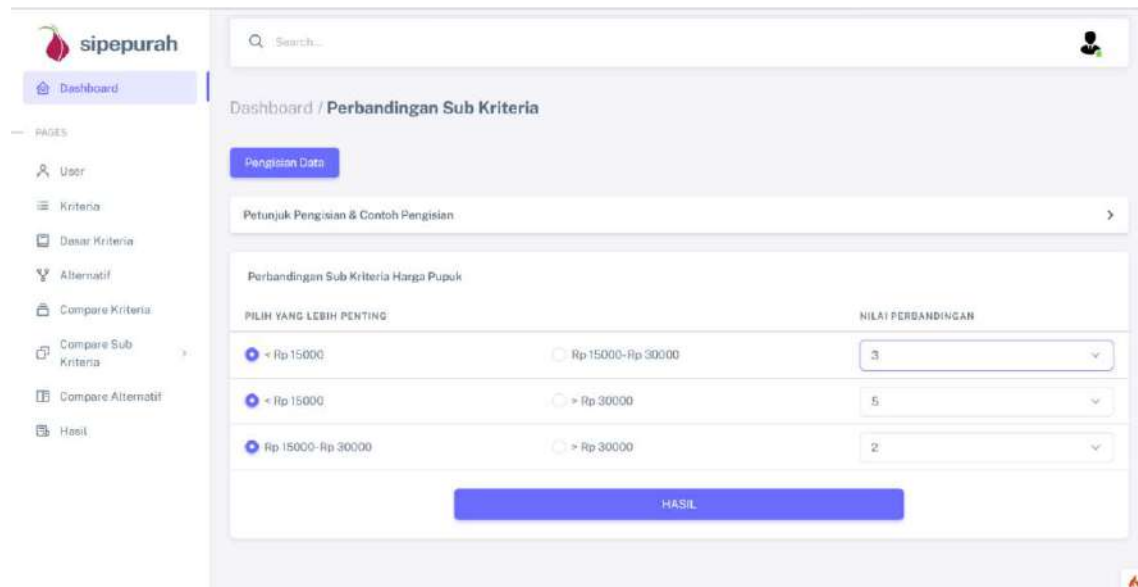 sipepurah
Search...
Dashboard
PAGES
User
Kriteria
Dasar Kriteria
Alternatif
Compare Kriteria
Compare Sub
Kriteria
Compare Alternatif
Hasil
Dashboard / Perbandingan Sub Kriteria
Pengisian Data
Petunjuk Pengisian & Contoh Pengisian
Perbandingan Sub Kriteria Harga Pupuk
PILIH YANG LEBIH PENTING NILAI PERBANDINGAN
< Rp 15000 Rp 15000-Rp 30000 3
< Rp 15000 > Rp 30000 5
Rp 15000-Rp 30000 > Rp 30000 2
HASIL